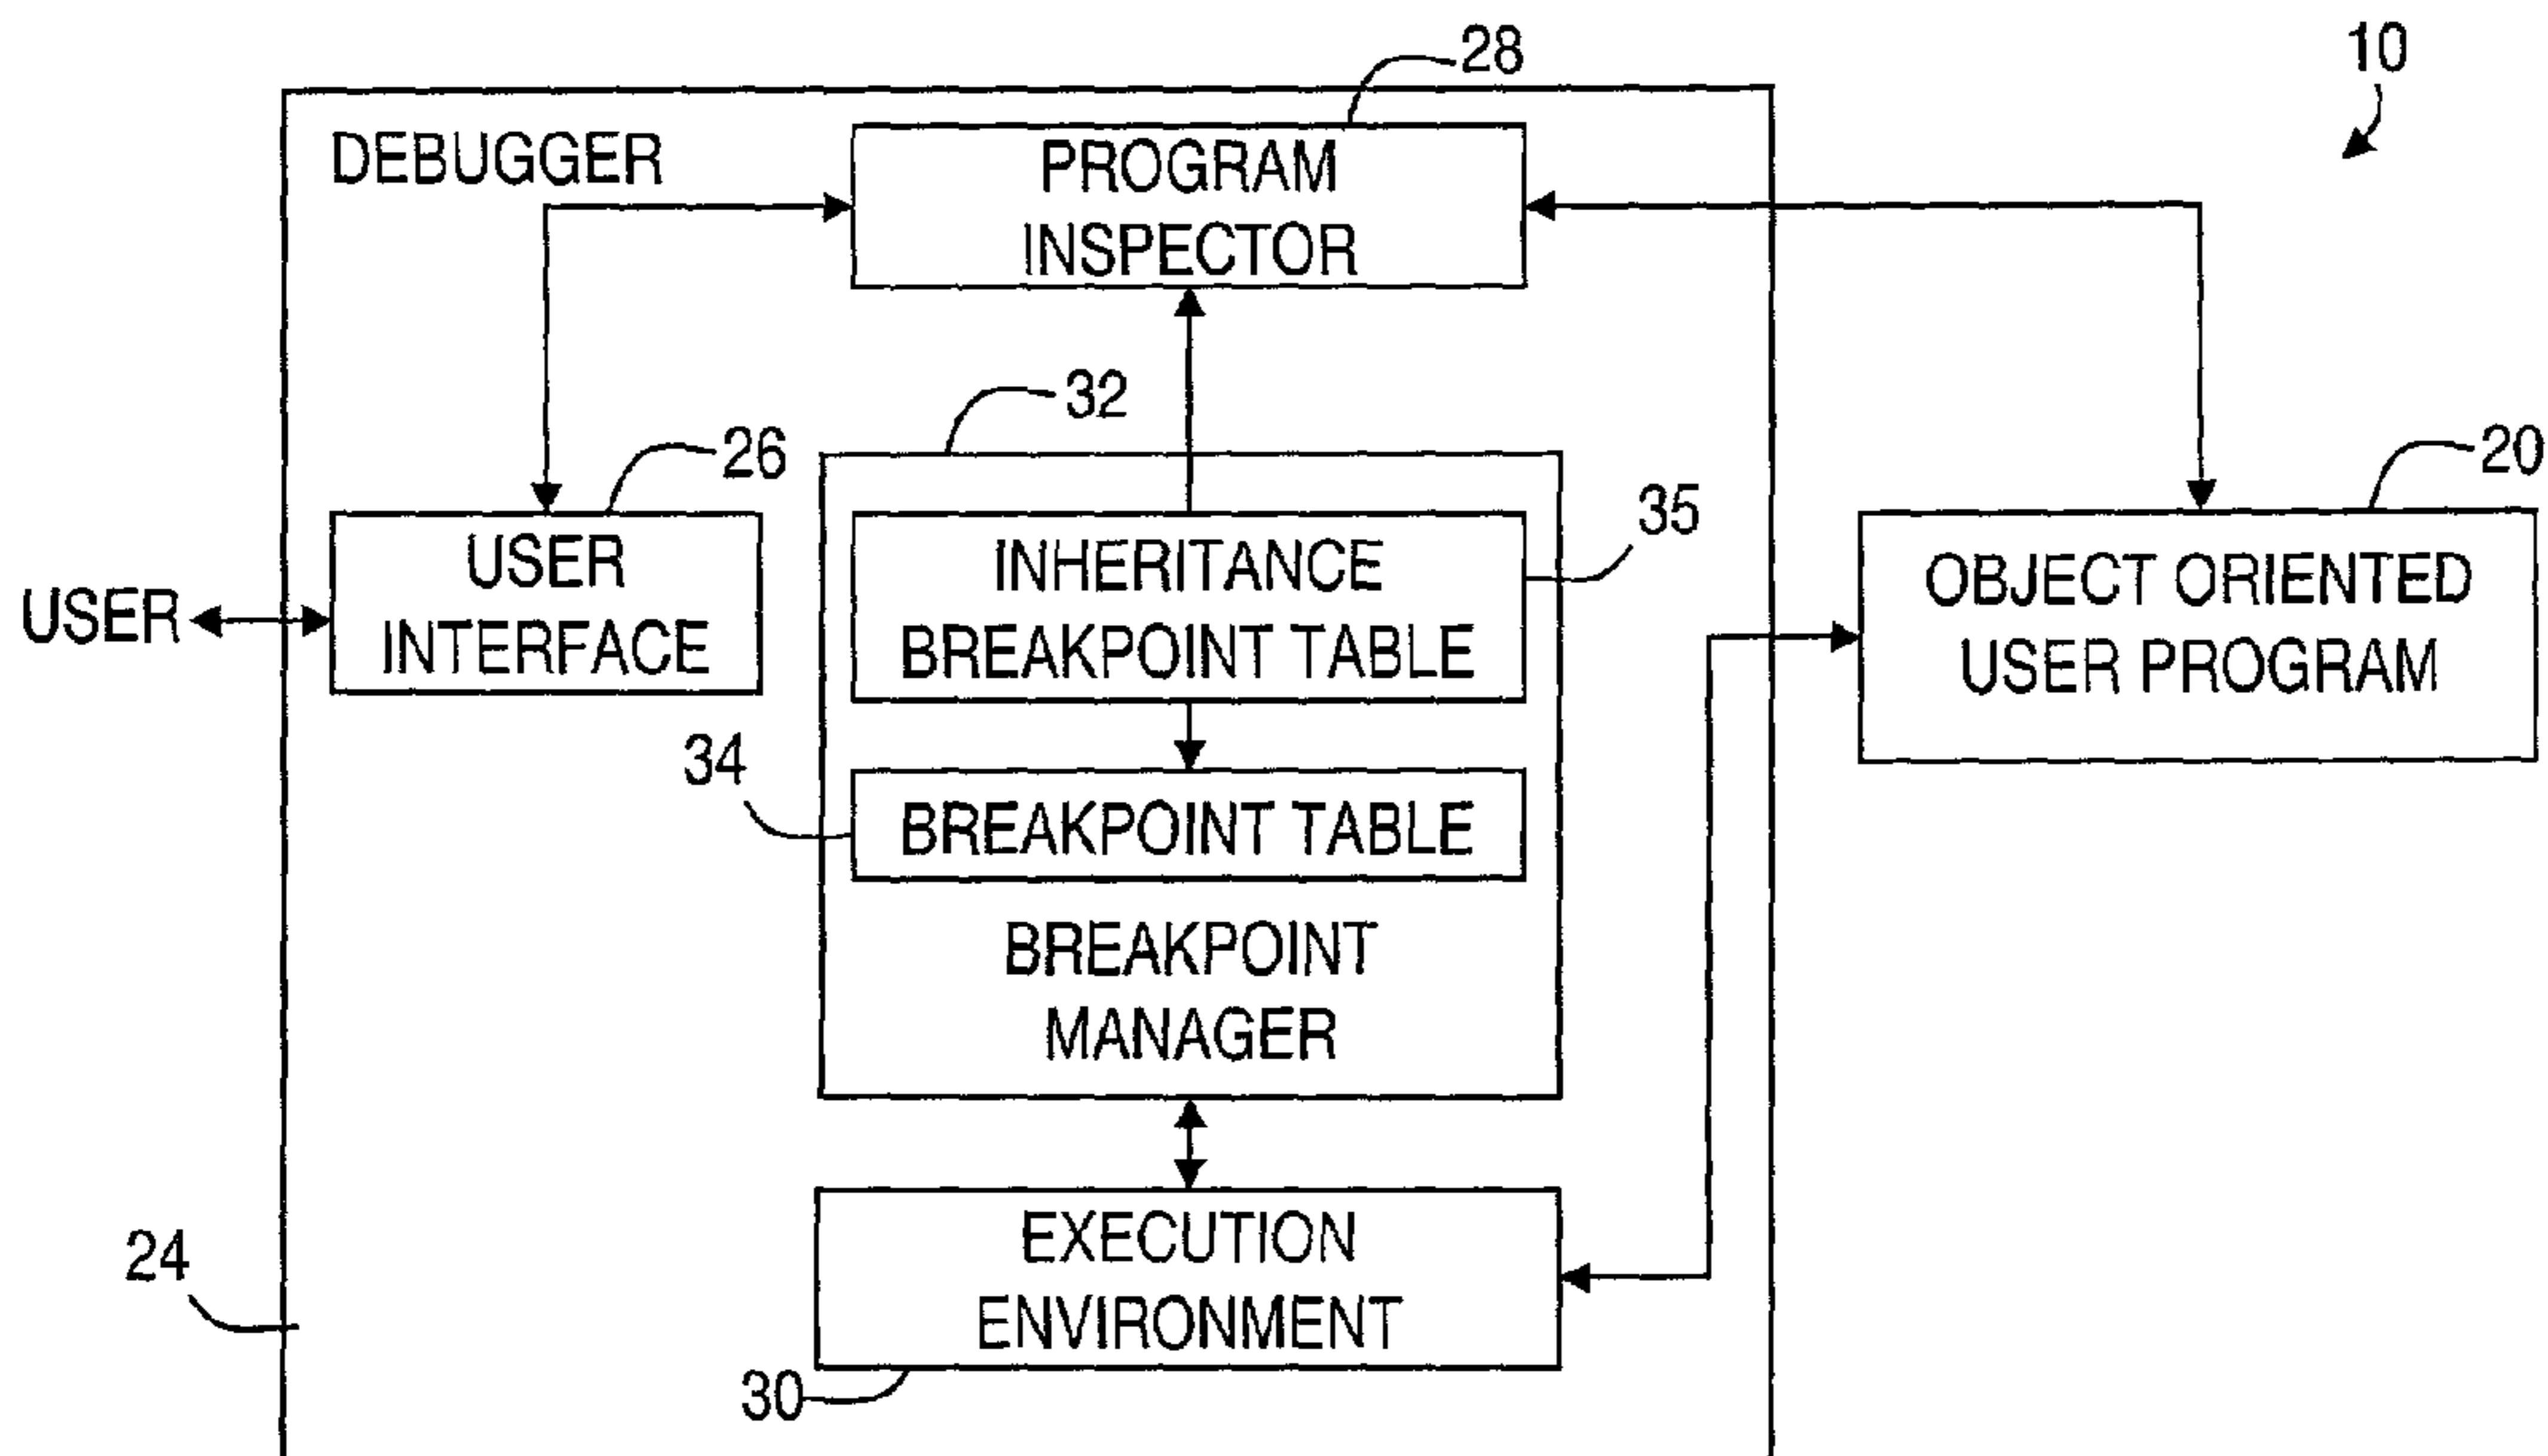 28
10
DEBUGGER
PROGRAM
INSPECTOR
32
26
20
35
USER
USER
INTERFACE
INHERITANCE
BREAKPOINT TABLE
OBJECT ORIENTED
USER PROGRAM
34
BREAKPOINT TABLE
BREAKPOINT
MANAGER
24
EXECUTION
ENVIRONMENT
30